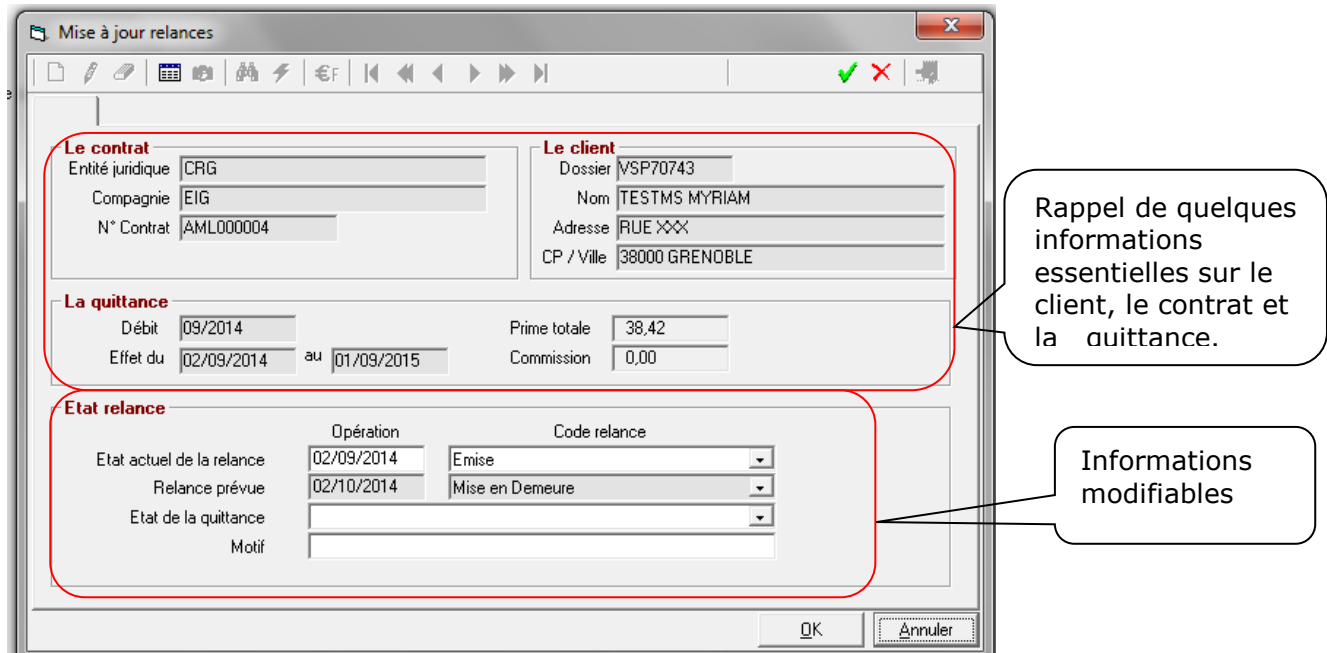 Mise à jour relances
€F
Le contrat
Entité juridique CRG
Compagnie EIG
N° Contrat AML000004
Le client
Dossier VSP70743
Nom TESTMS MYRIAM
Adresse RUE XXX
CP / Ville 38000 GRENOBLE
La quittance
Débit 09/2014
Effet du 02/09/2014 au 01/09/2015
Prime totale 38,42
Commission 0,00
Etat relance
Opération Code relance
Etat actuel de la relance 02/09/2014 Emise
Relance prévue 02/10/2014 Mise en Demeure
Etat de la quittance
Motif
OK Annuler
Rappel de quelques
informations
essentielles sur le
client, le contrat et
la quittance.
Informations
modifiables